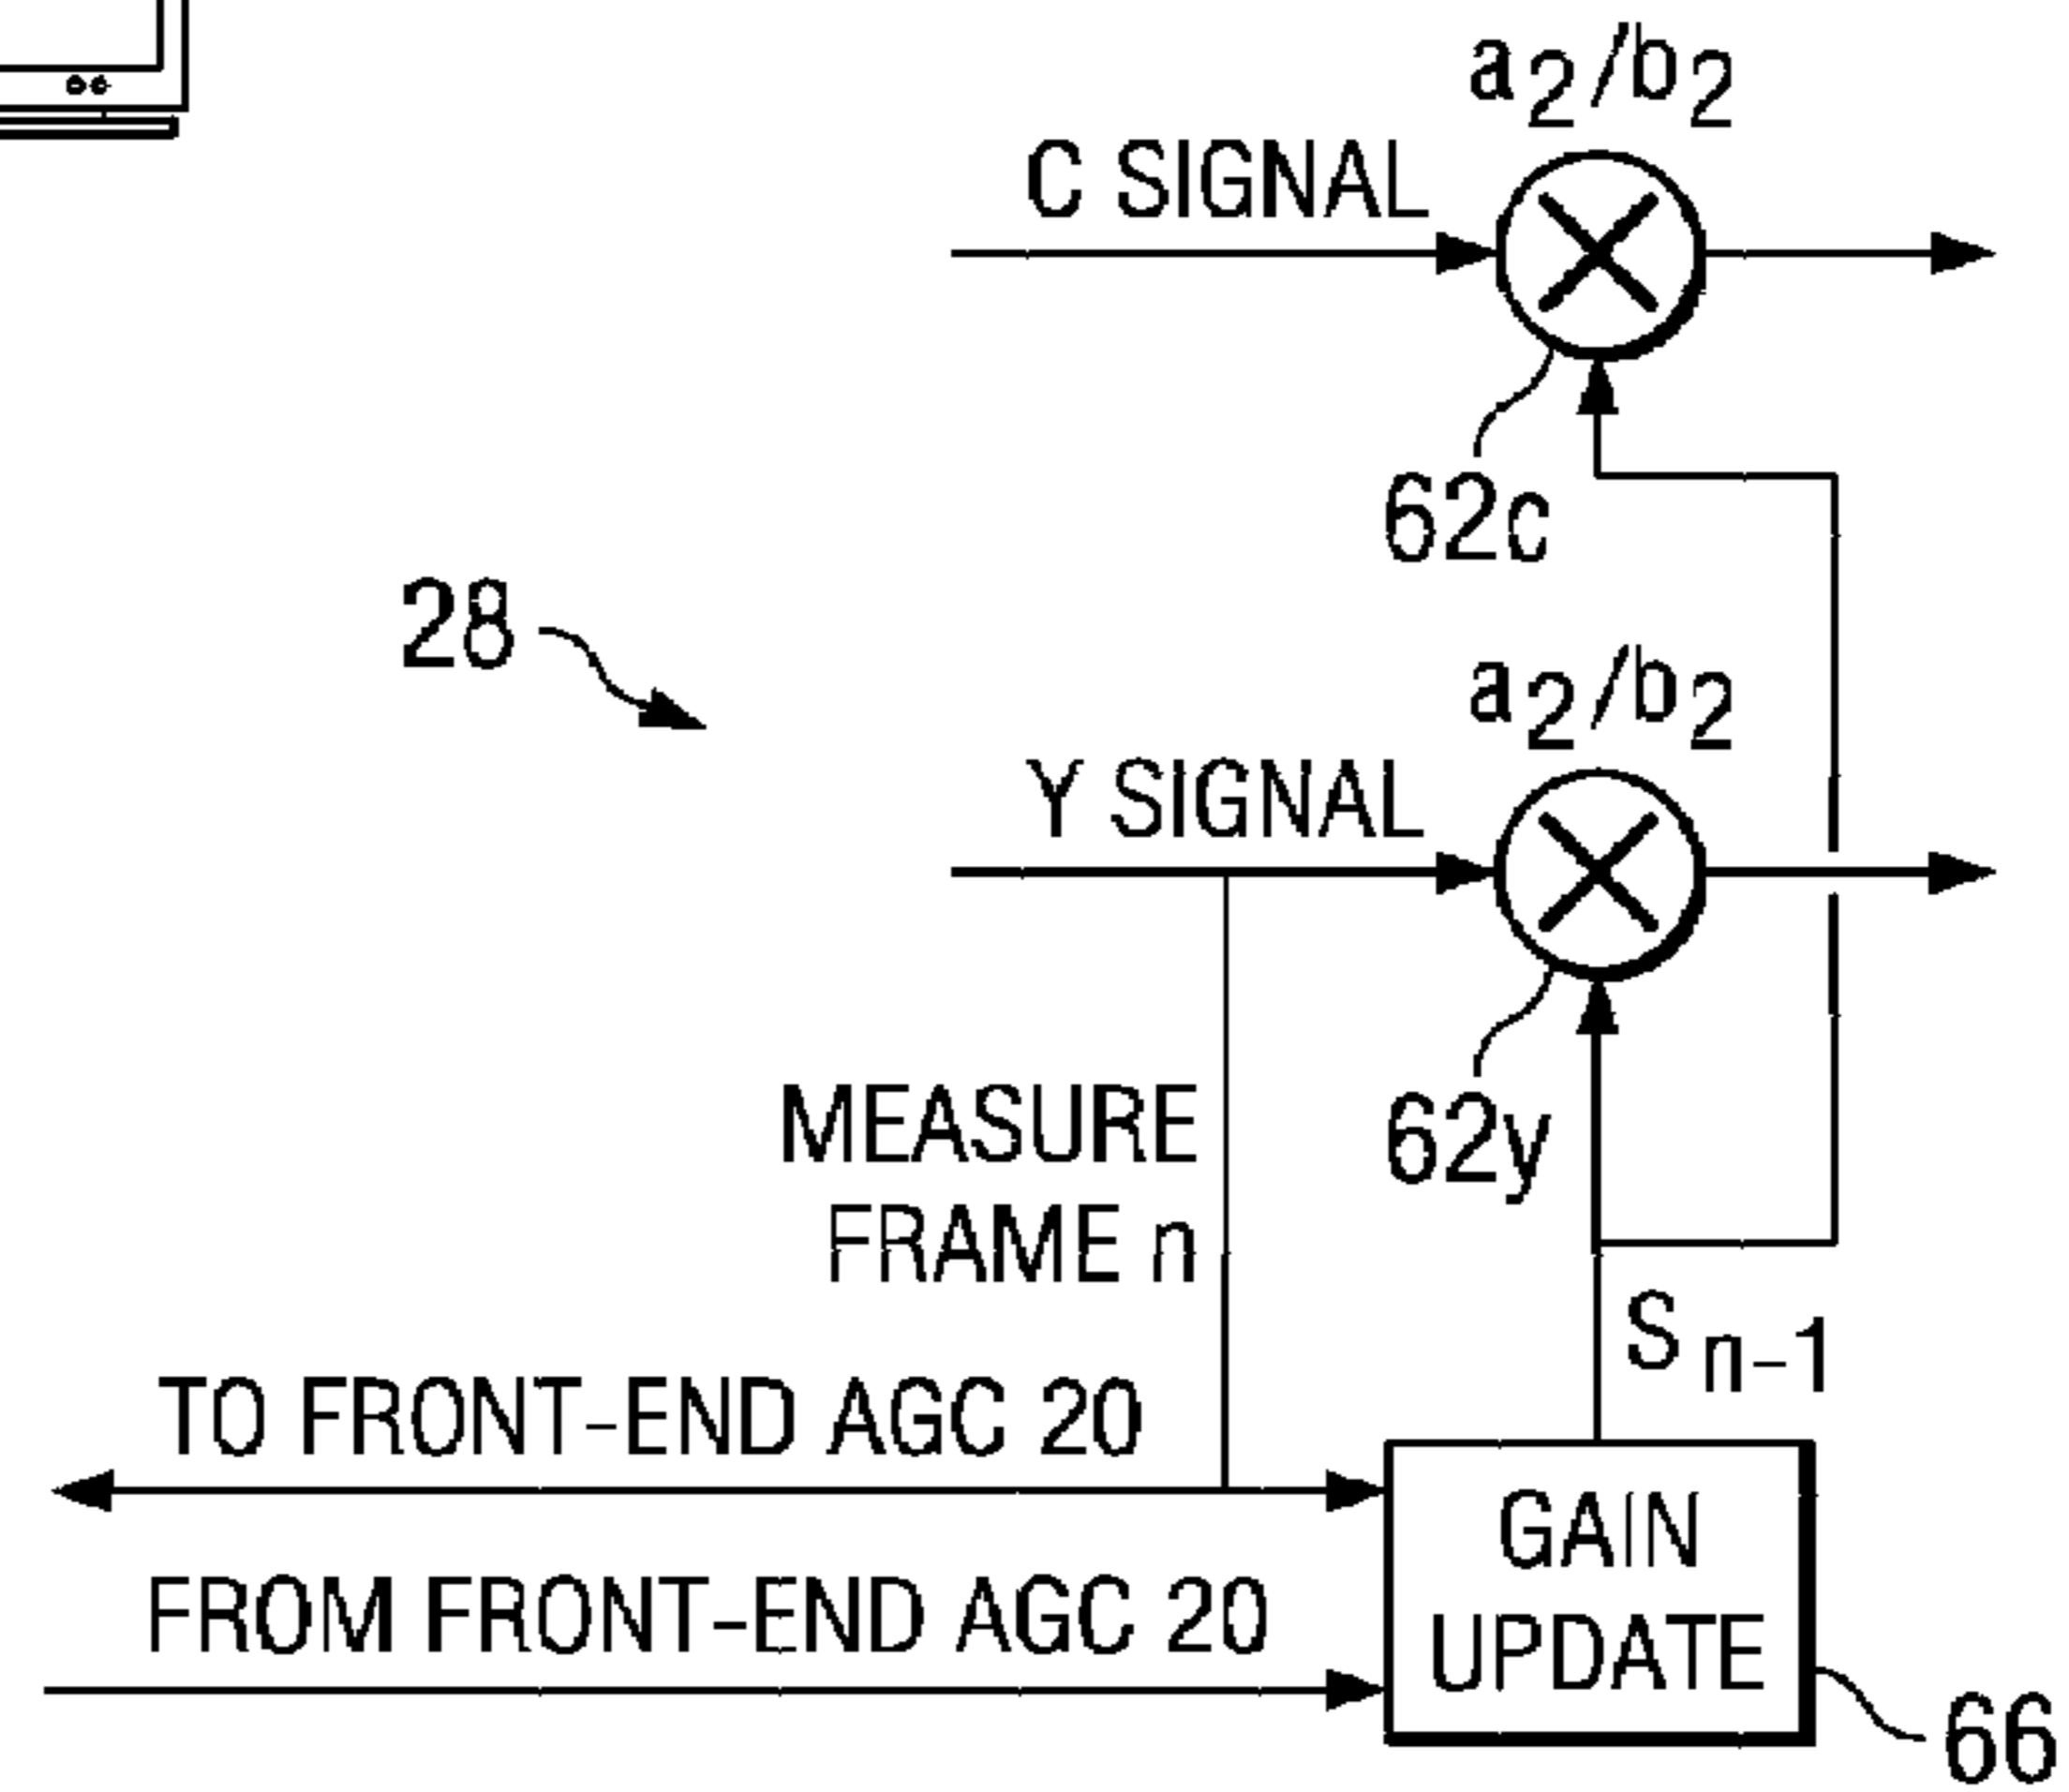 a2/b2
C SIGNAL
62c
28
a2/b2
Y SIGNAL
62y
MEASURE
FRAME n
S n-1
TO FRONT-END AGC 20
FROM FRONT-END AGC 20
GAIN
UPDATE
66